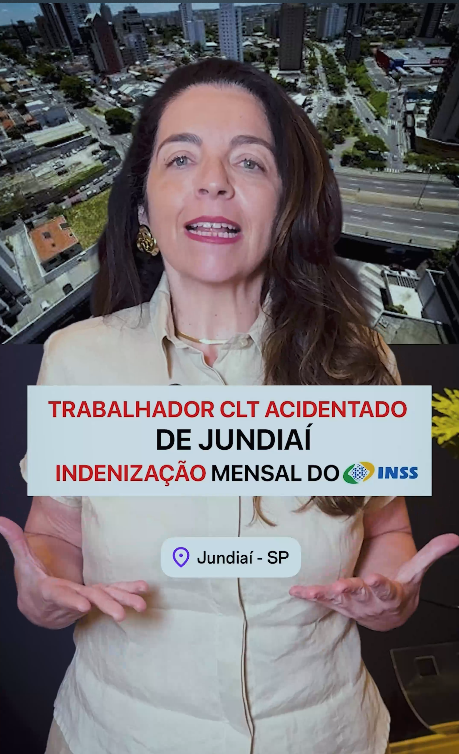 TRABALHADOR CLT ACIDENTADO
DE JUNDIAÍ
INDENIZAÇÃO MENSAL DO INSS
Jundiaí - SP